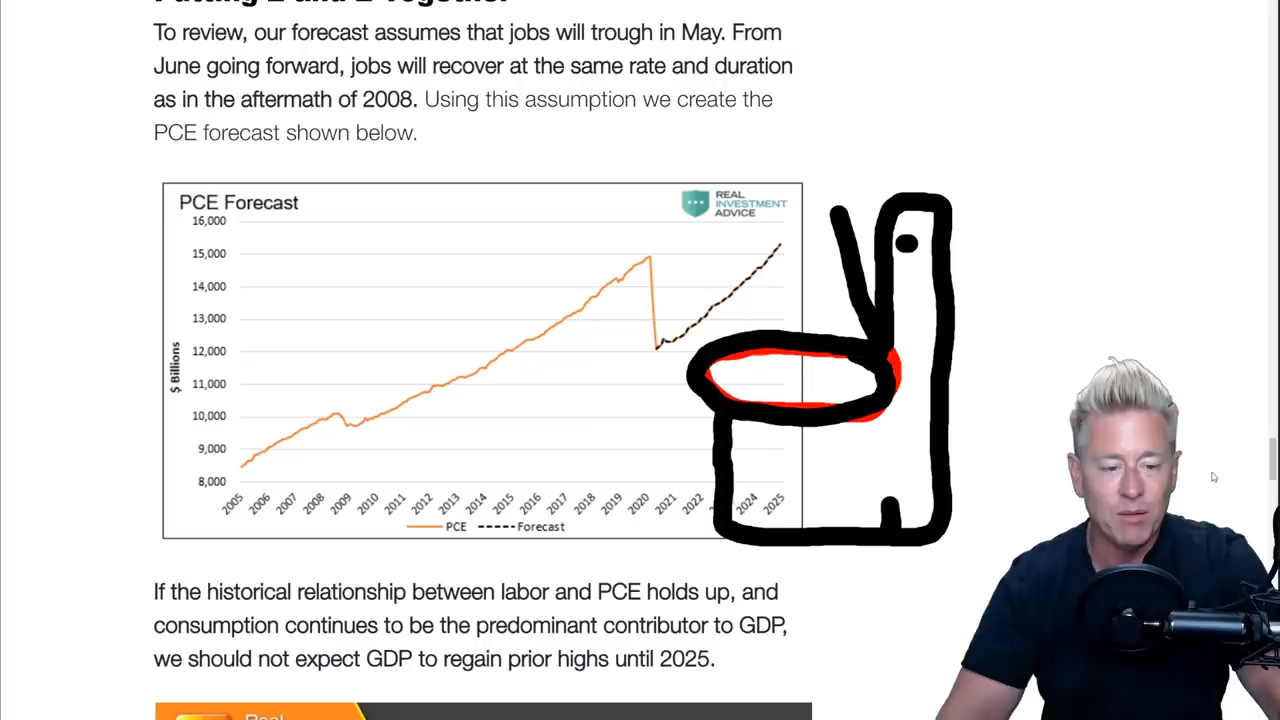 Putting 2 and 2 Together
To review, our forecast assumes that jobs will trough in May. From
June going forward, jobs will recover at the same rate and duration
as in the aftermath of 2008. Using this assumption we create the
PCE forecast shown below.
PCE Forecast
REAL
INVESTMENT
ADVICE
16,000
15,000
14,000
13,000
12,000
11,000
10,000
9,000
8,000
$ Billions
2005
2006
2007
2008
2009
2010
2011
2012
2013
2014
2015
2016
2017
2018
2019
2020
2021
2022
2024
2025
PCE
Forecast
If the historical relationship between labor and PCE holds up, and
consumption continues to be the predominant contributor to GDP,
we should not expect GDP to regain prior highs until 2025.
Real